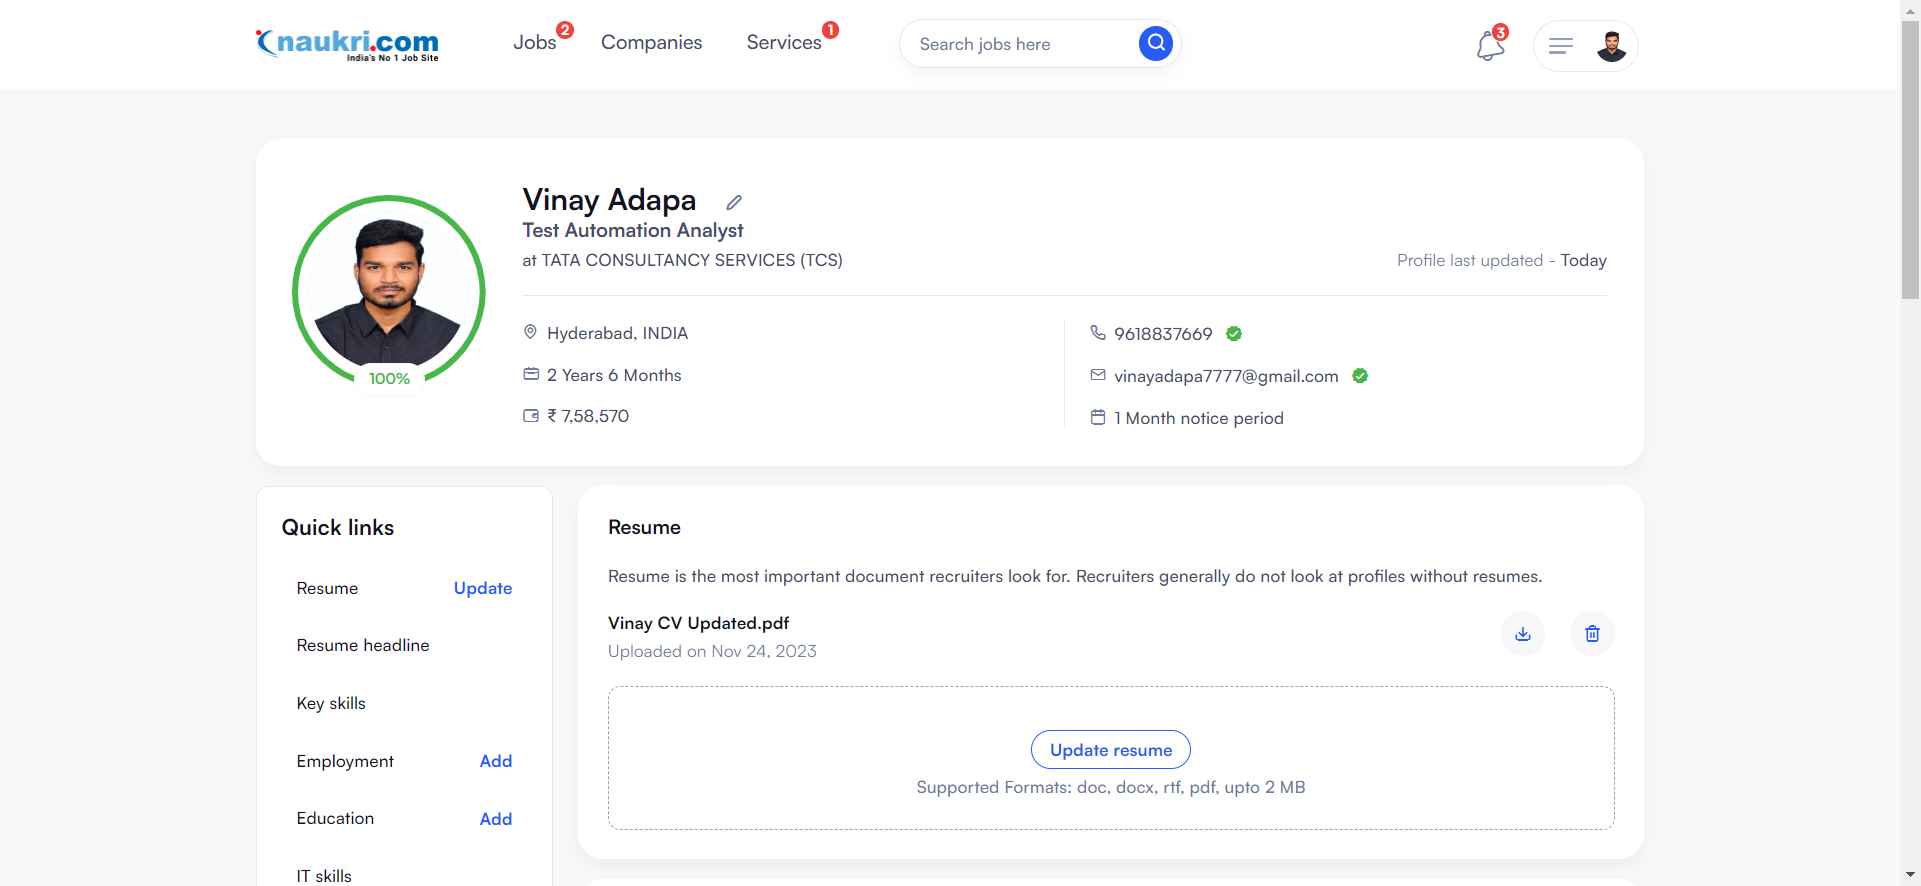 naukri.com
India's No 1 Job Site
Jobs 2
Companies
Services 1
Search jobs here
3
Vinay Adapa
Test Automation Analyst
at TATA CONSULTANCY SERVICES (TCS)
Profile last updated - Today
100%
Hyderabad, INDIA
2 Years 6 Months
₹ 7,58,570
9618837669
vinayadapa7777@gmail.com
1 Month notice period
Quick links
Resume Update
Resume headline
Key skills
Employment Add
Education Add
IT skills
Resume
Resume is the most important document recruiters look for. Recruiters generally do not look at profiles without resumes.
Vinay CV Updated.pdf
Uploaded on Nov 24, 2023
Update resume
Supported Formats: doc, docx, rtf, pdf, upto 2 MB